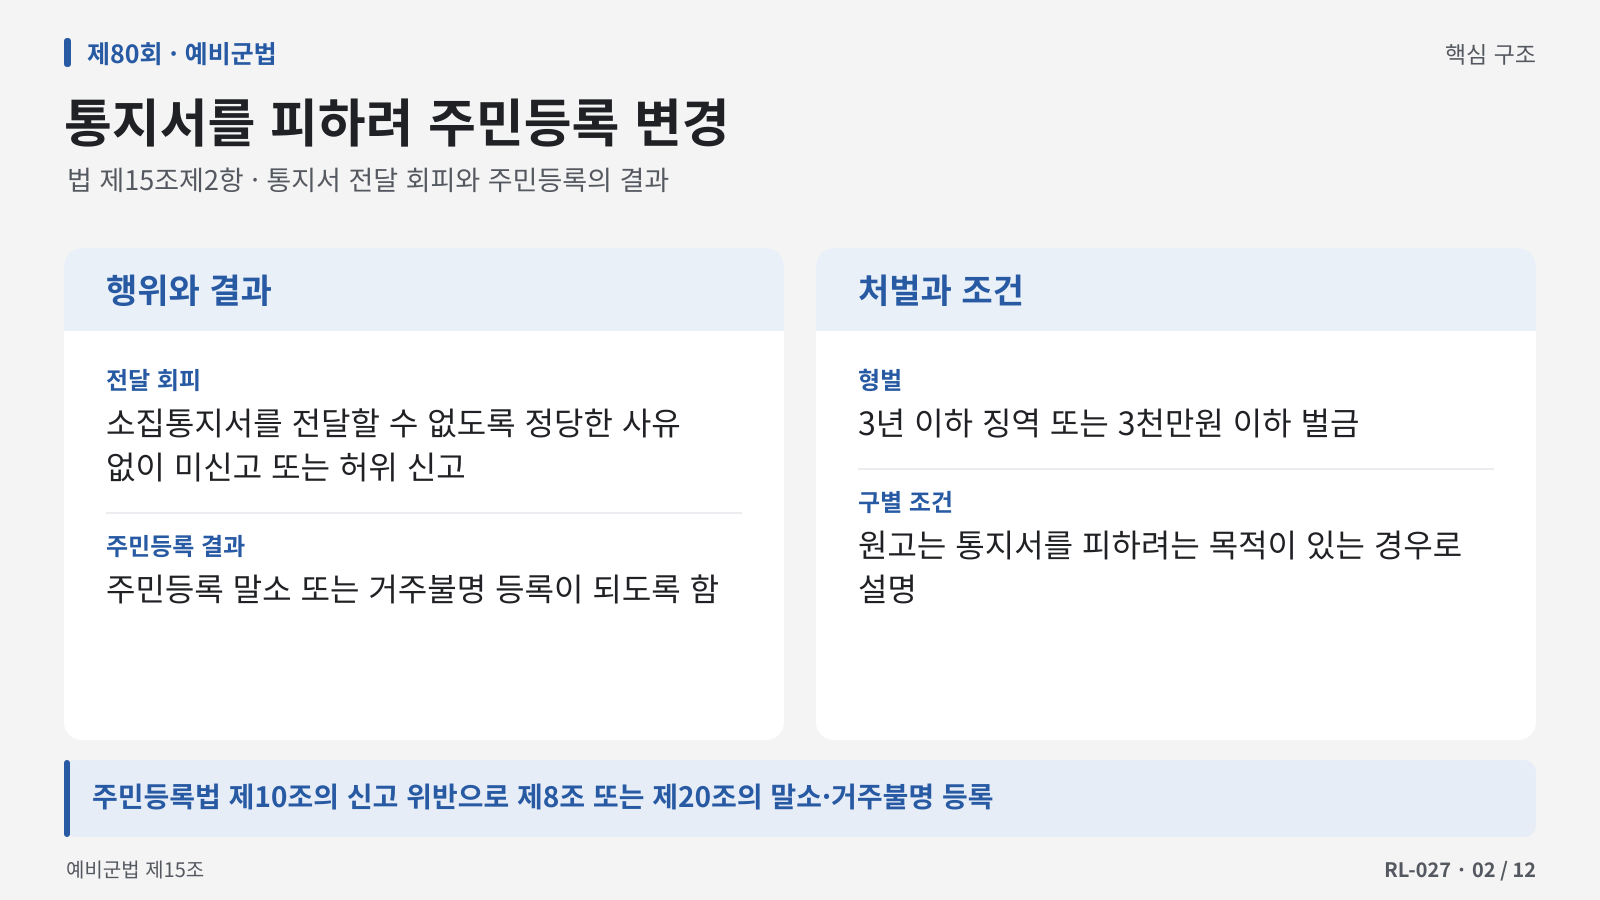 제80회 · 예비군법
핵심 구조
통지서를 피하려 주민등록 변경
법 제15조제2항 · 통지서 전달 회피와 주민등록의 결과
행위와 결과
전달 회피
소집통지서를 전달할 수 없도록 정당한 사유
없이 미신고 또는 허위 신고
주민등록 결과
주민등록 말소 또는 거주불명 등록이 되도록 함
처벌과 조건
형벌
3년 이하 징역 또는 3천만원 이하 벌금
구별 조건
원고는 통지서를 피하려는 목적이 있는 경우로
설명
주민등록법 제10조의 신고 위반으로 제8조 또는 제20조의 말소·거주불명 등록
예비군법 제15조
RL-027 · 02 / 12